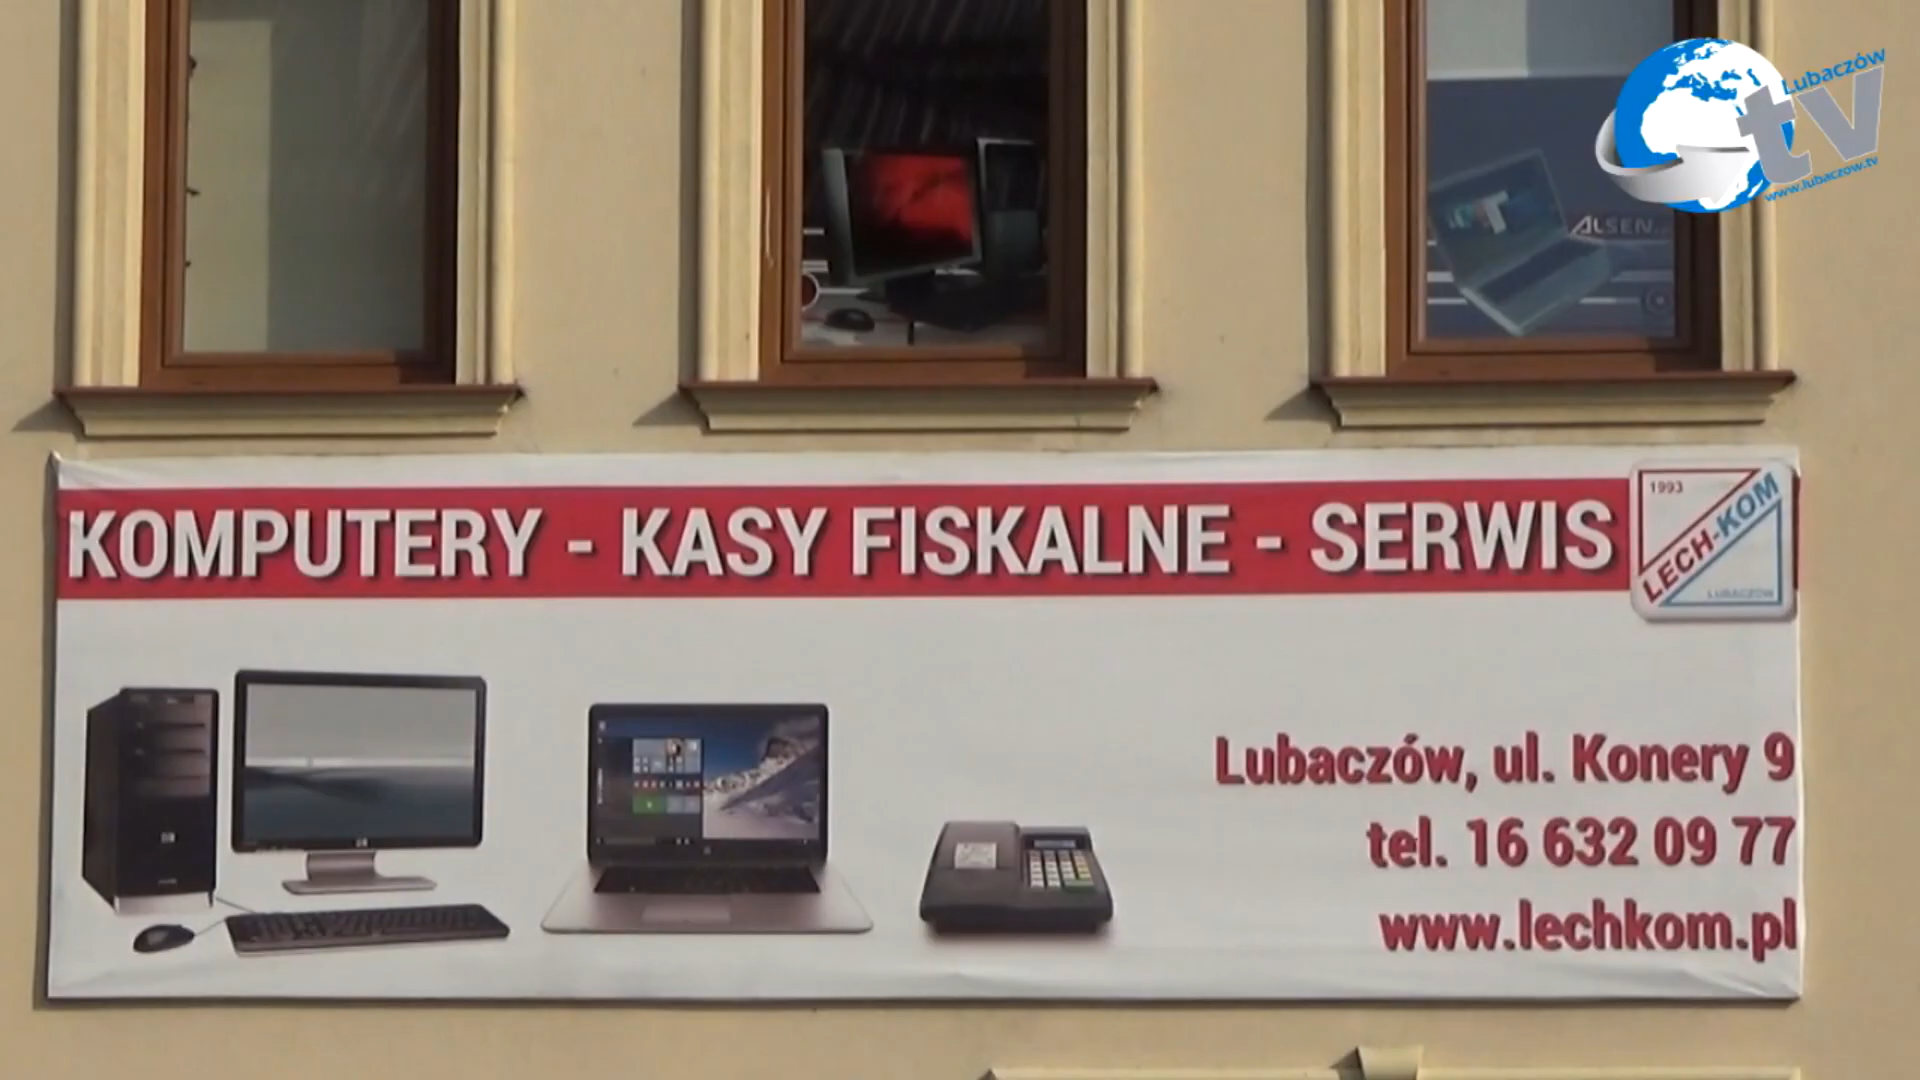 Lubaczów
tv
www.lubaczow.tv
ALSEN
KOMPUTERY - KASY FISKALNE - SERWIS
1993
LECH-KOM
LUBACZÓW
Lubaczów, ul. Konery 9
tel. 16 632 09 77
www.lechkom.pl